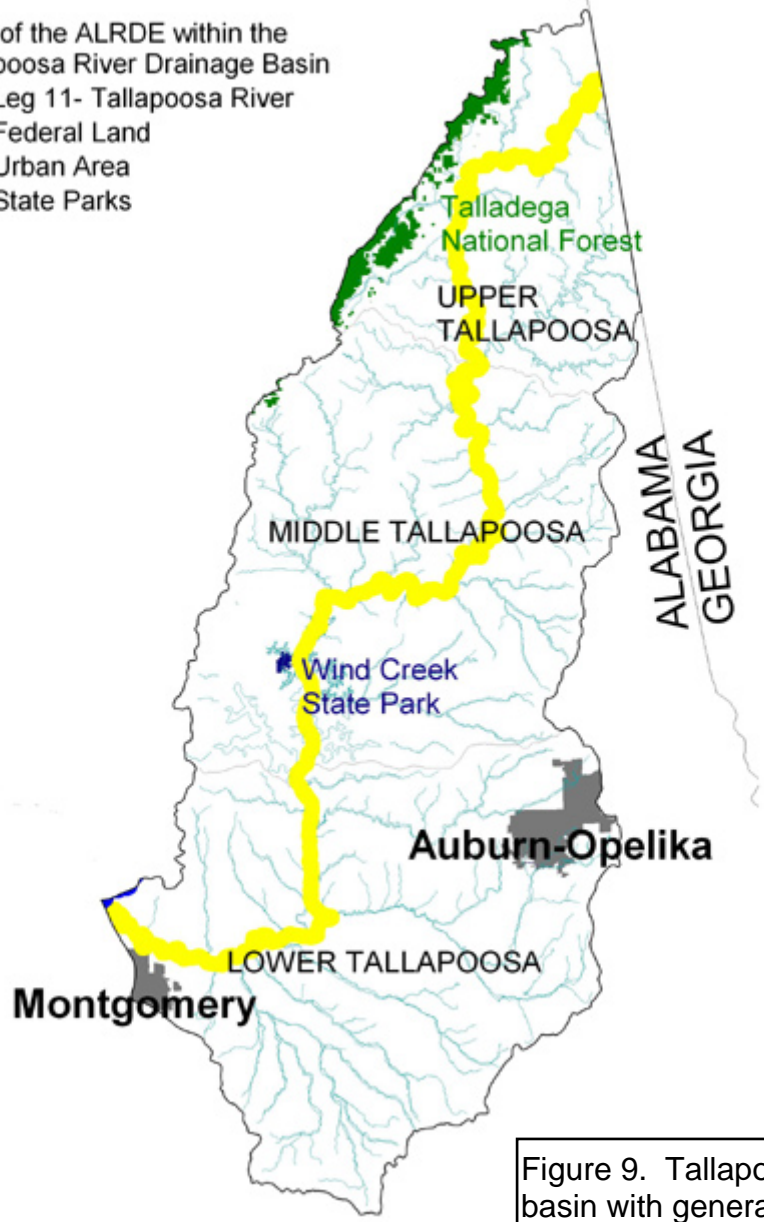 of the ALRDE within the
oosa River Drainage Basin
Leg 11- Tallapoosa River
Federal Land
Urban Area
State Parks
Talladega
National Forest
UPPER
TALLAPOOSA
ALABAMA
GEORGIA
MIDDLE TALLAPOOSA
Wind Creek
State Park
Auburn-Opelika
LOWER TALLAPOOSA
Montgomery
Figure 9. Tallapo
basin with genera